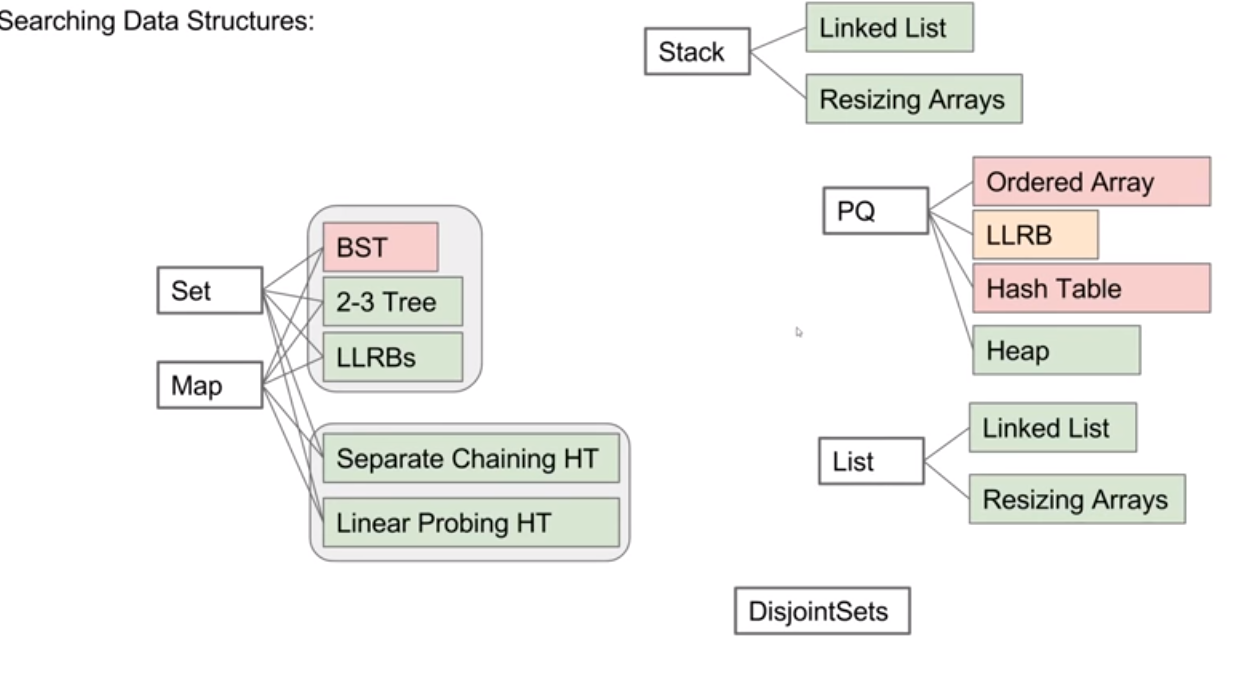 Searching Data Structures:
Stack
Linked List
Resizing Arrays
PQ
Ordered Array
LLRB
Hash Table
Heap
Set
Map
BST
2-3 Tree
LLRBs
Separate Chaining HT
Linear Probing HT
List
Linked List
Resizing Arrays
DisjointSets